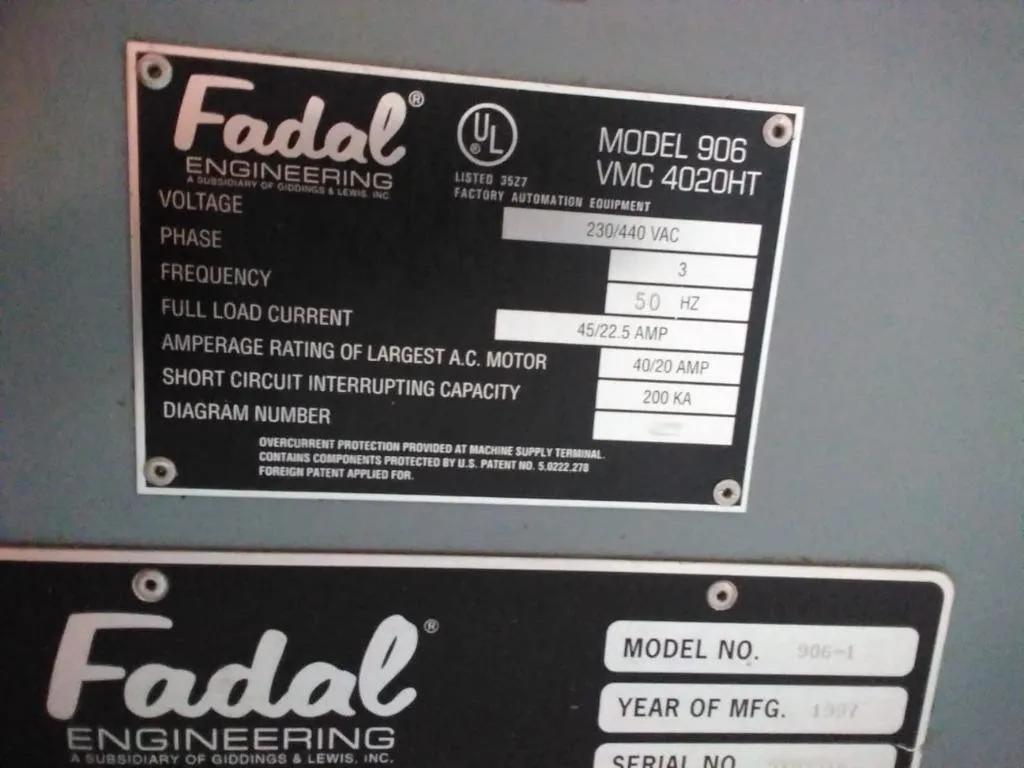 Fadal®
ENGINEERING
A SUBSIDIARY OF GIDDINGS & LEWIS, INC.
UL®
LISTED 35Z7
FACTORY AUTOMATION EQUIPMENT
MODEL 906
VMC 4020HT
VOLTAGE 230/440 VAC
PHASE 3
FREQUENCY 50 HZ
FULL LOAD CURRENT 45/22.5 AMP
AMPERAGE RATING OF LARGEST A.C. MOTOR 40/20 AMP
SHORT CIRCUIT INTERRUPTING CAPACITY 200 KA
DIAGRAM NUMBER
OVERCURRENT PROTECTION PROVIDED AT MACHINE SUPPLY TERMINAL.
CONTAINS COMPONENTS PROTECTED BY U.S. PATENT NO. 5.0222.278
FOREIGN PATENT APPLIED FOR.
Fadal®
ENGINEERING
A SUBSIDIARY OF GIDDINGS & LEWIS, INC.
MODEL NO. 906-1
YEAR OF MFG. 1997
SERIAL NO.